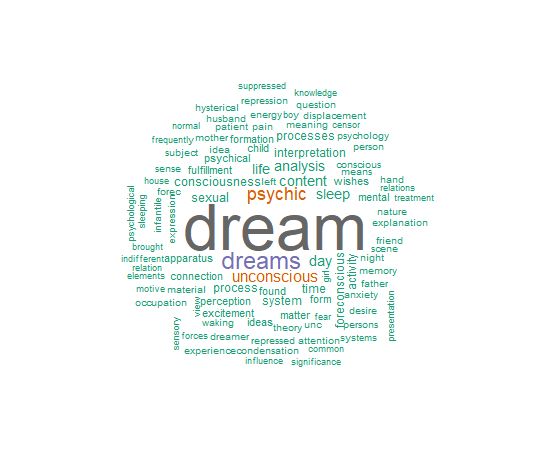 suppressed
knowledge
repression
hysterical
question
husband energy boy displacement
normal patient pain meaning censor
frequently mother formation processes psychology
subject idea child interpretation person
psychical
sense fulfillment life analysis conscious
means
house consciousness left content wishes hand
forec relations
sexual psychic sleep mental treatment
psychological
sleeping
infantile
expressions
nature
dream explanation
brought friend
scene
indifferent apparatus dreams day night
relation
elements connection unconscious girl foreconscious activity memory
father
motive material process found time anxiety
occupation view perception system form desire
presentation
excitement matter fear persons
waking ideas theory unc
sensory
forces dreamer repressed attention systems
experience condensation common
influence significance